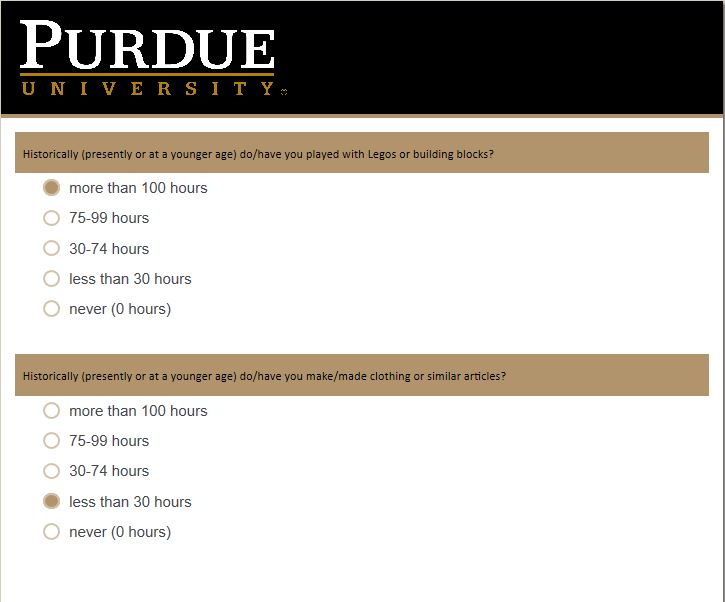 PURDUE
UNIVERSITY
Historically (presently or at a younger age) do/have you played with Legos or building blocks?
more than 100 hours
75-99 hours
30-74 hours
less than 30 hours
never (0 hours)
Historically (presently or at a younger age) do/have you make/made clothing or similar articles?
more than 100 hours
75-99 hours
30-74 hours
less than 30 hours
never (0 hours)